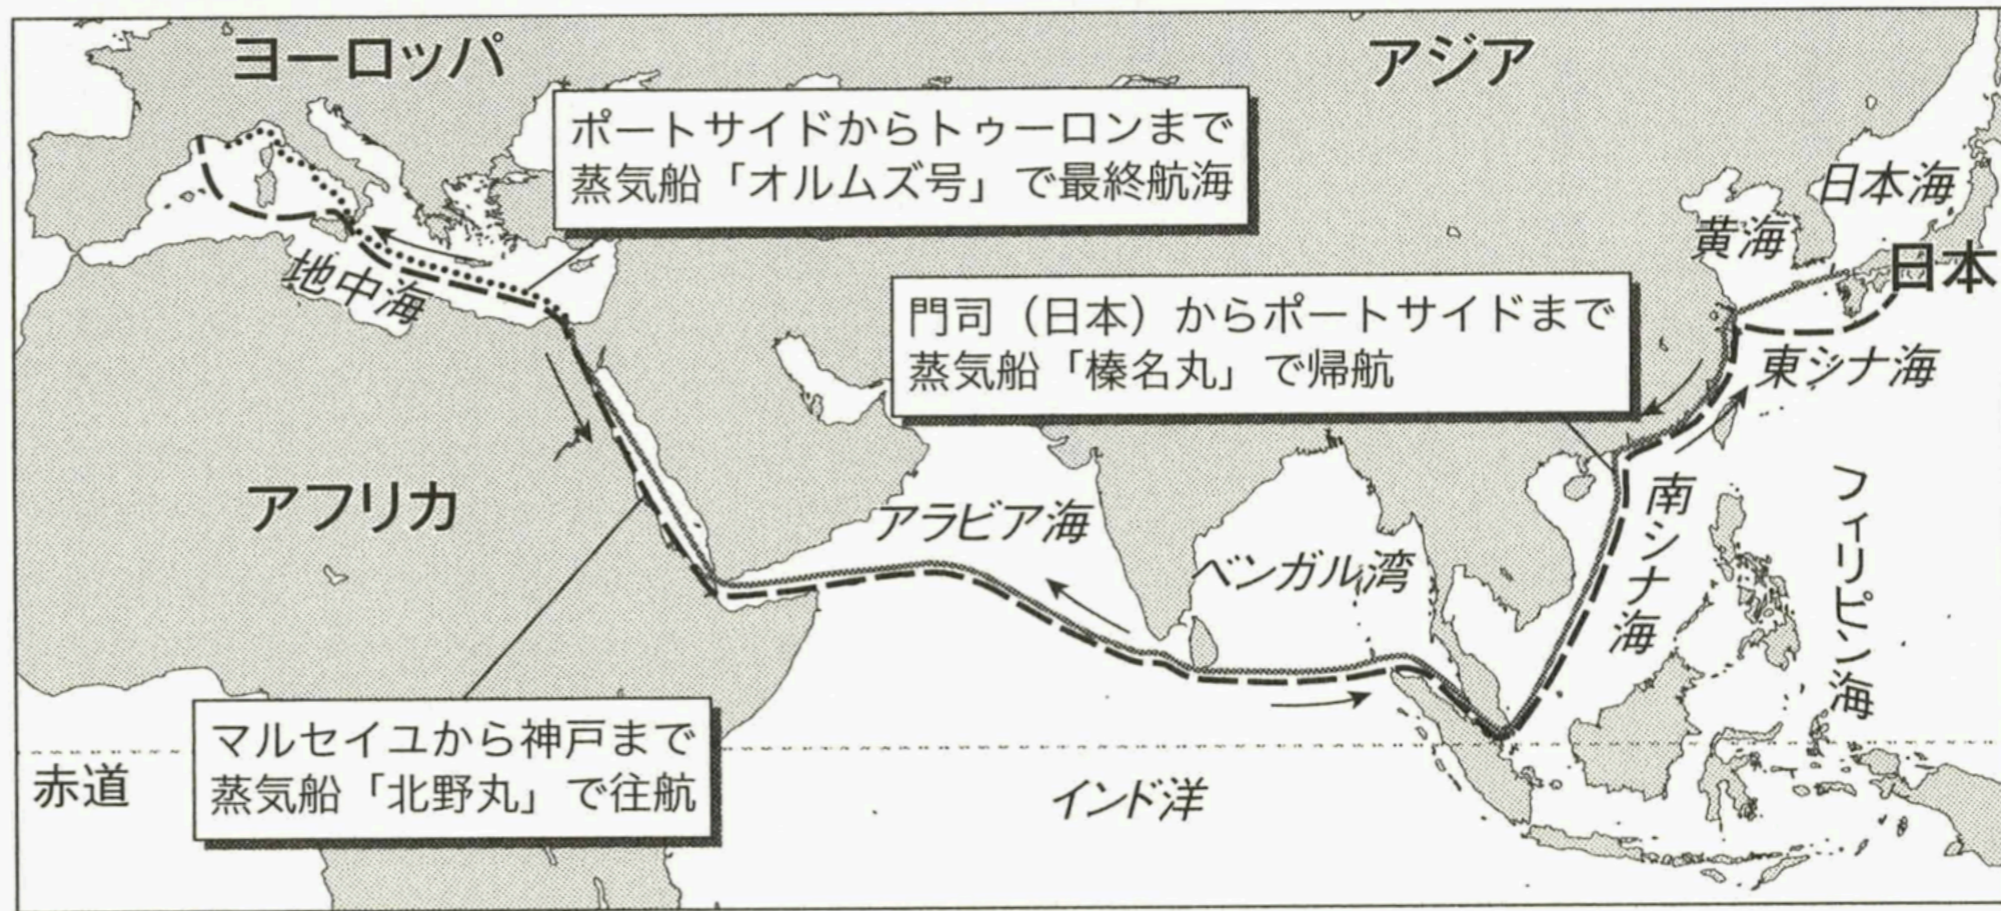 ヨーロッパ
アジア
ポートサイドからトゥーロンまで
蒸気船「オルムズ号」で最終航海
日本海
黄海
日本
地中海
門司(日本)からポートサイドまで
蒸気船「榛名丸」で帰航
東シナ海
アフリカ
アラビア海
ベンガル湾
南シナ海
フィリピン海
マルセイユから神戸まで
蒸気船「北野丸」で往航
赤道
インド洋